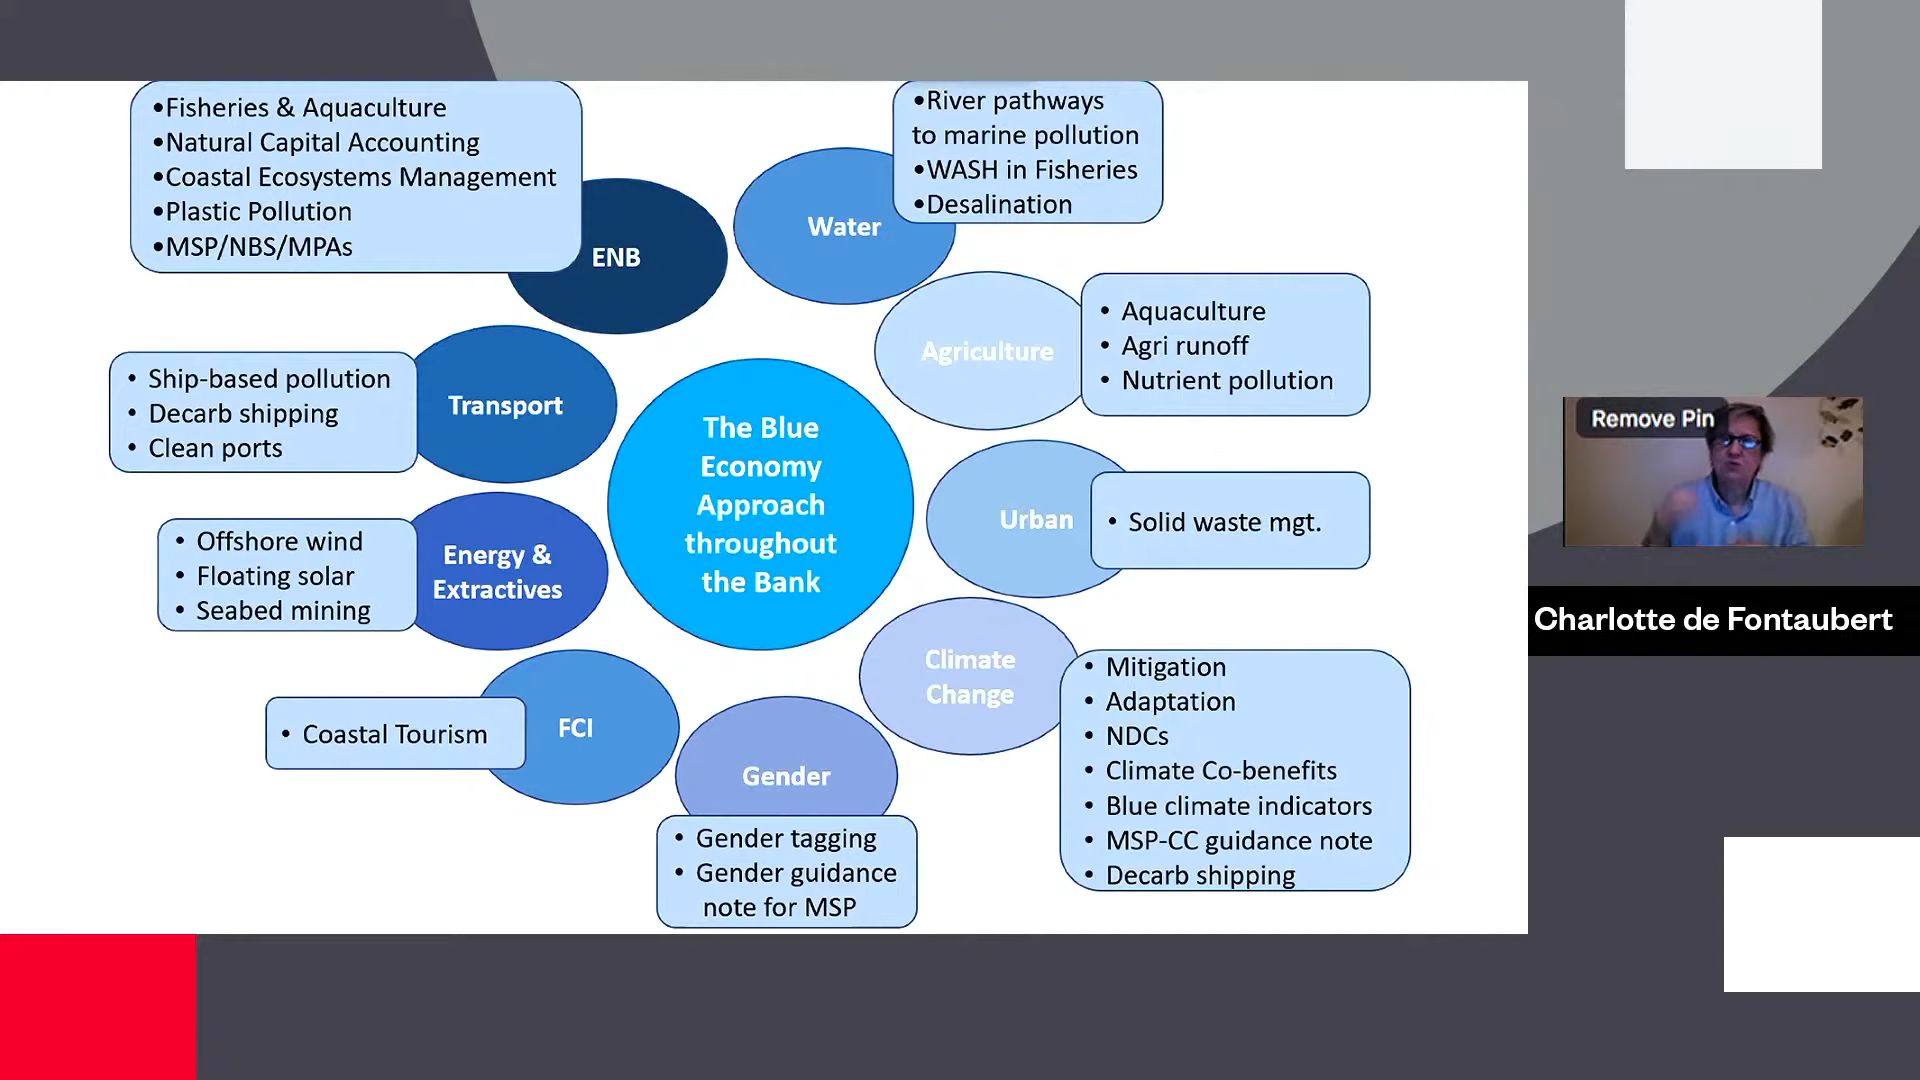 •Fisheries & Aquaculture
•Natural Capital Accounting
•Coastal Ecosystems Management
•Plastic Pollution
•MSP/NBS/MPAs
ENB
•River pathways
to marine pollution
•WASH in Fisheries
•Desalination
Water
• Aquaculture
• Agri runoff
• Nutrient pollution
Agriculture
• Ship-based pollution
• Decarb shipping
• Clean ports
Transport
The Blue
Economy
Approach
throughout
the Bank
Urban
• Solid waste mgt.
• Offshore wind
• Floating solar
• Seabed mining
Energy &
Extractives
Climate
Change
• Mitigation
• Adaptation
• NDCs
• Climate Co-benefits
• Blue climate indicators
• MSP-CC guidance note
• Decarb shipping
• Coastal Tourism
FCI
Gender
• Gender tagging
• Gender guidance
note for MSP
Remove Pin
Charlotte de Fontaubert